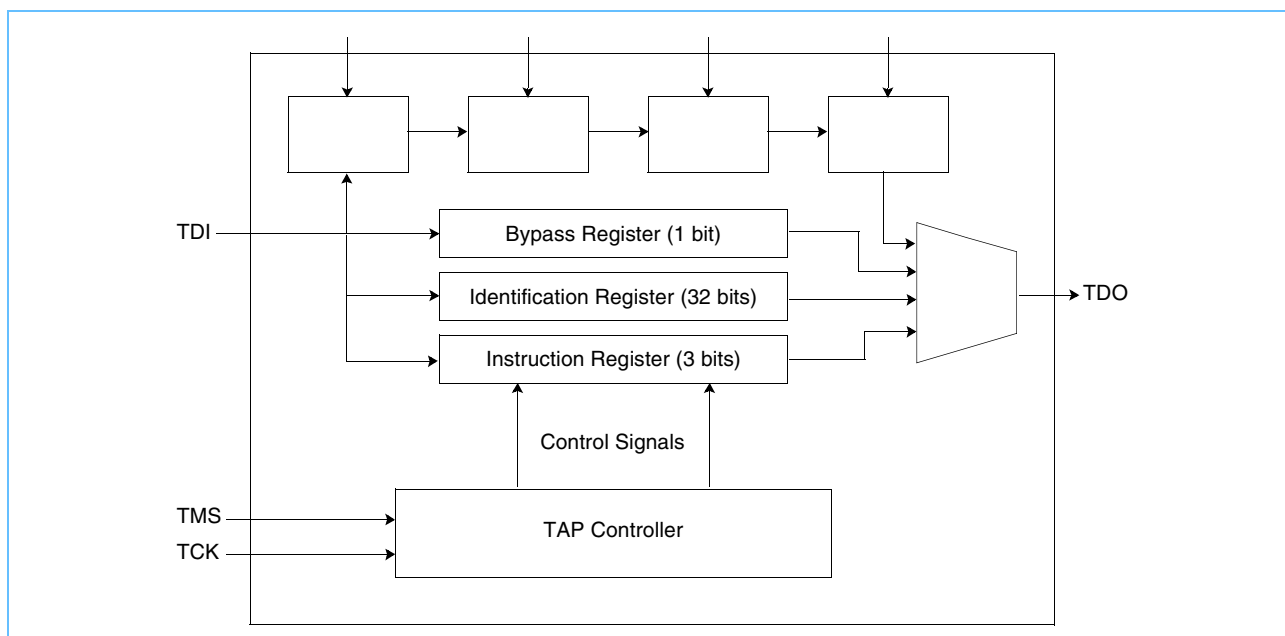 TDI
Bypass Register (1 bit)
Identification Register (32 bits)
TDO
Instruction Register (3 bits)
Control Signals
TMS
TAP Controller
TCK